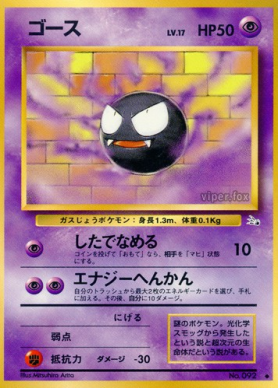 ゴース LV.17 HP50
viper.fox
ガスじょうポケモン：身長1.3m、体重0.1Kg
したでなめる 10
コインを投げて「おもて」なら、相手を「マヒ」状態にする。
エナジーへんかん
自分のトラッシュから最大2枚のエネルギーカードを選び、手札に加える。その後、自分に10ダメージ。
にげる
弱点
抵抗力 ダメージ -30
謎のポケモン。光化学
スモッグから発生した
という説と超次元の生
命体だという説がある。
Illus. Mitsuhiro Arita
No.092